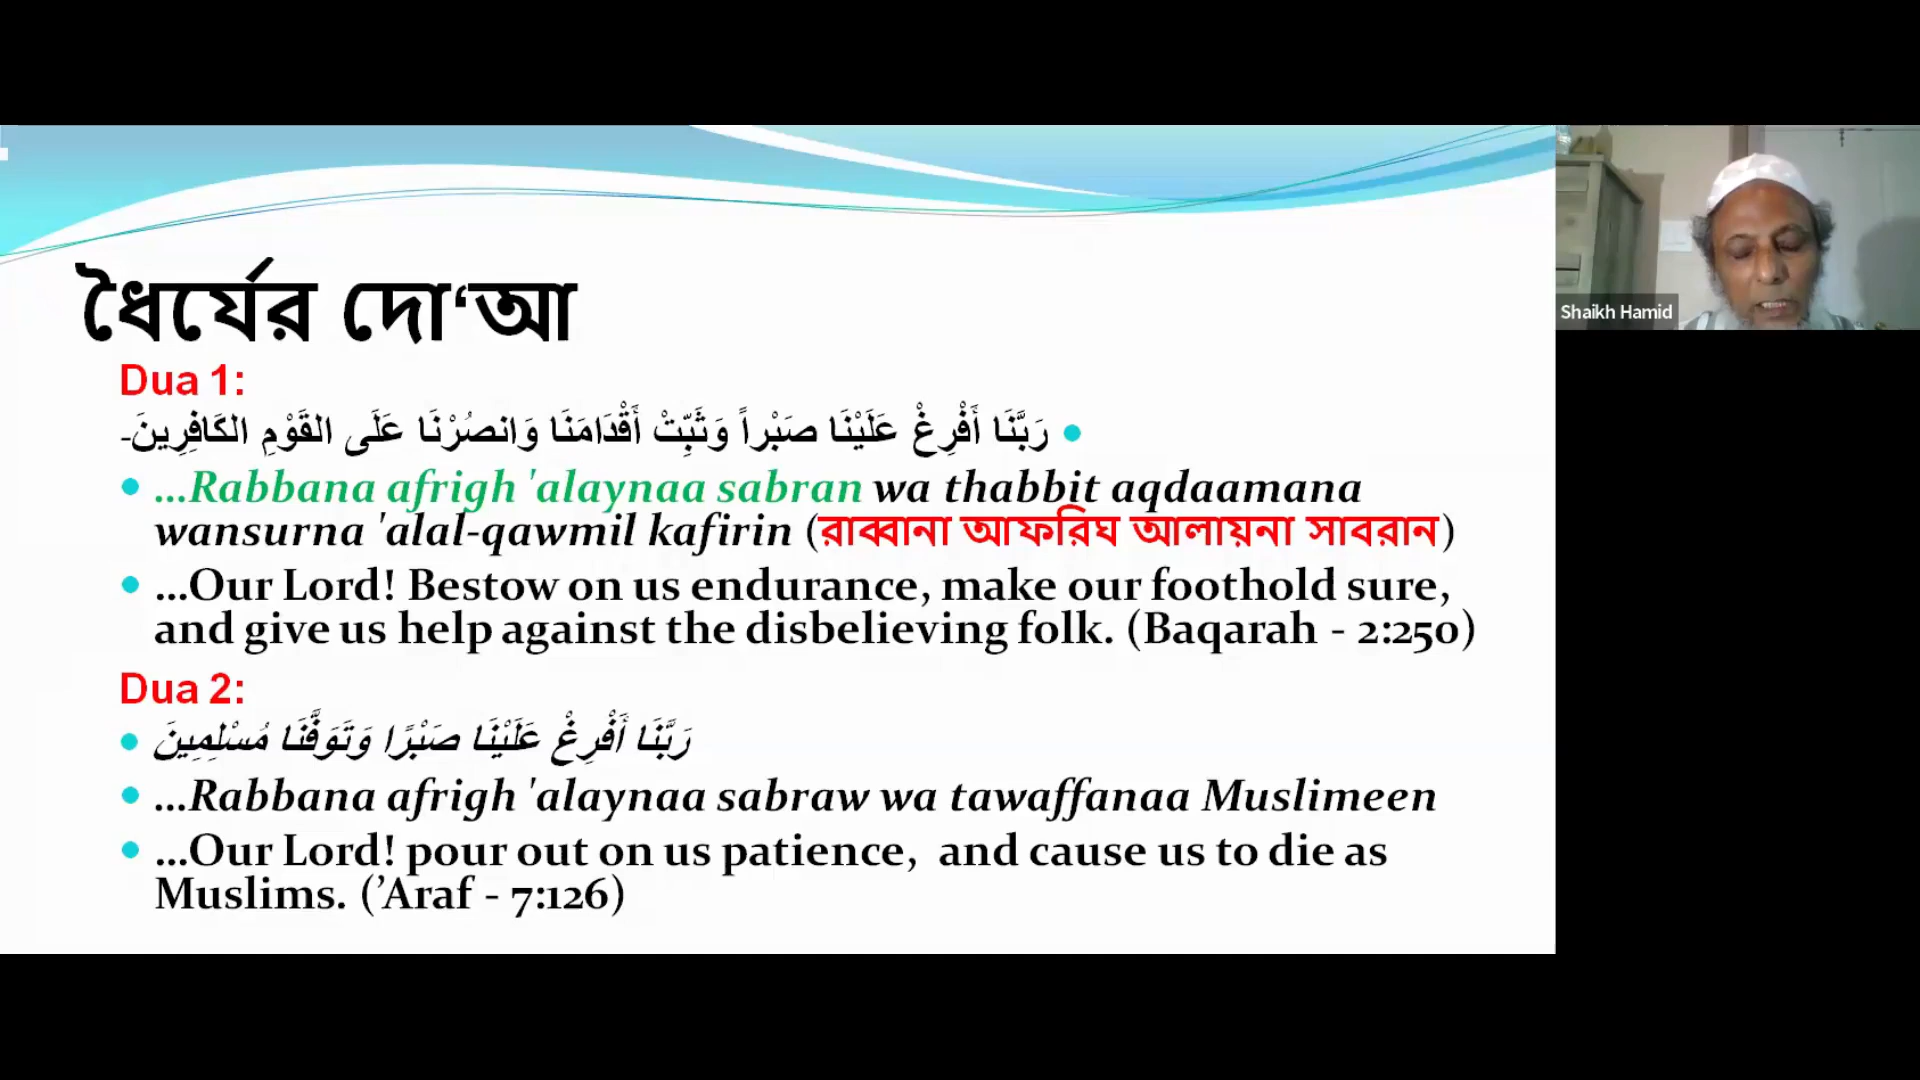 ধৈর্যের দো‘আ
Dua 1:
رَبَّنَا أَفْرِغْ عَلَيْنَا صَبْراً وَثَبِّتْ أَقْدَامَنَا وَانصُرْنَا عَلَى القَوْمِ الكَافِرِينَ۔
...Rabbana afrigh 'alaynaa sabran wa thabbit aqdaamana
wansurna 'alal-qawmil kafirin (রাব্বানা আফরিঘ আলায়না সাবরান)
...Our Lord! Bestow on us endurance, make our foothold sure,
and give us help against the disbelieving folk. (Baqarah - 2:250)
Dua 2:
رَبَّنَا أَفْرِغْ عَلَيْنَا صَبْرًا وَتَوَفَّنَا مُسْلِمِينَ
...Rabbana afrigh 'alaynaa sabraw wa tawaffanaa Muslimeen
...Our Lord! pour out on us patience,  and cause us to die as
Muslims. (’Araf - 7:126)
Shaikh Hamid